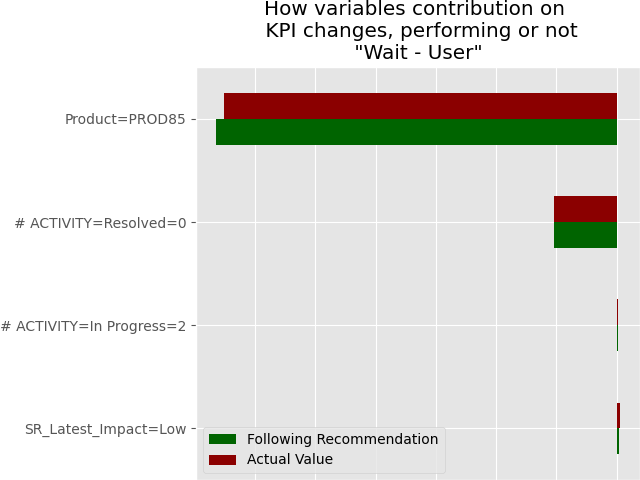 How variables contribution on
KPI changes, performing or not
"Wait - User"
Product=PROD85
# ACTIVITY=Resolved=0
# ACTIVITY=In Progress=2
SR_Latest_Impact=Low
Following Recommendation
Actual Value